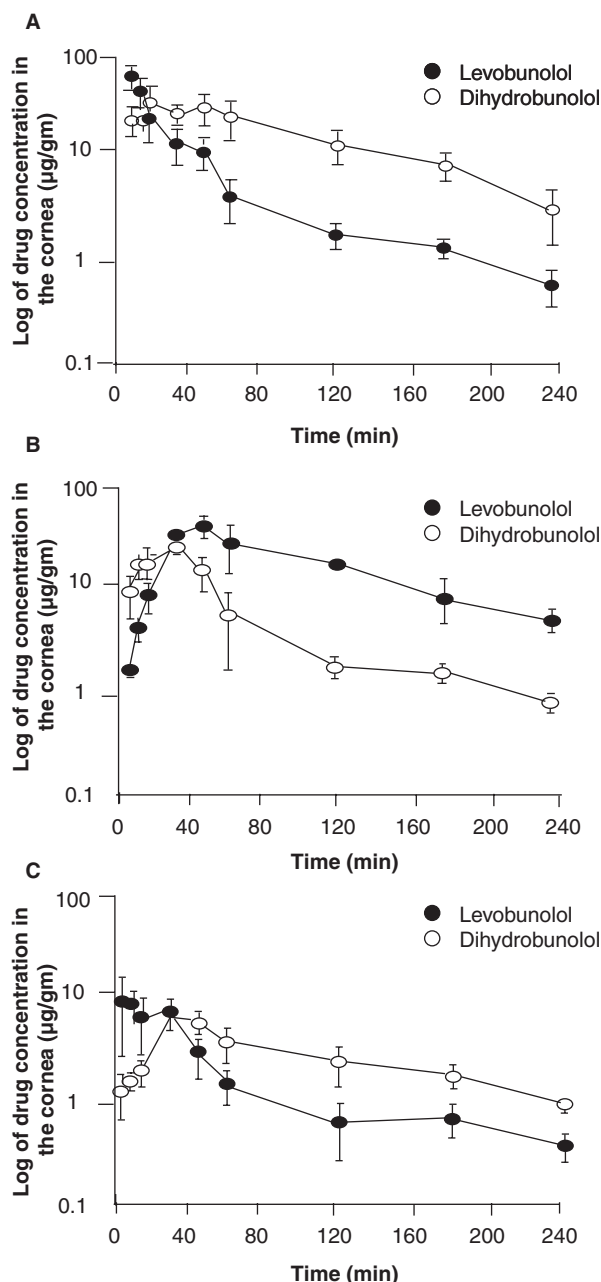 A
Log of drug concentration in
the cornea (µg/gm)
100
10
1
0.1
Levobunolol
Dihydrobunolol
0 40 80 120 160 200 240
Time (min)
B
Log of drug concentration in
the cornea (µg/gm)
100
10
1
0.1
Levobunolol
Dihydrobunolol
0 40 80 120 160 200 240
Time (min)
C
Log of drug concentration in
the cornea (µg/gm)
100
10
1
0.1
Levobunolol
Dihydrobunolol
0 40 80 120 160 200 240
Time (min)